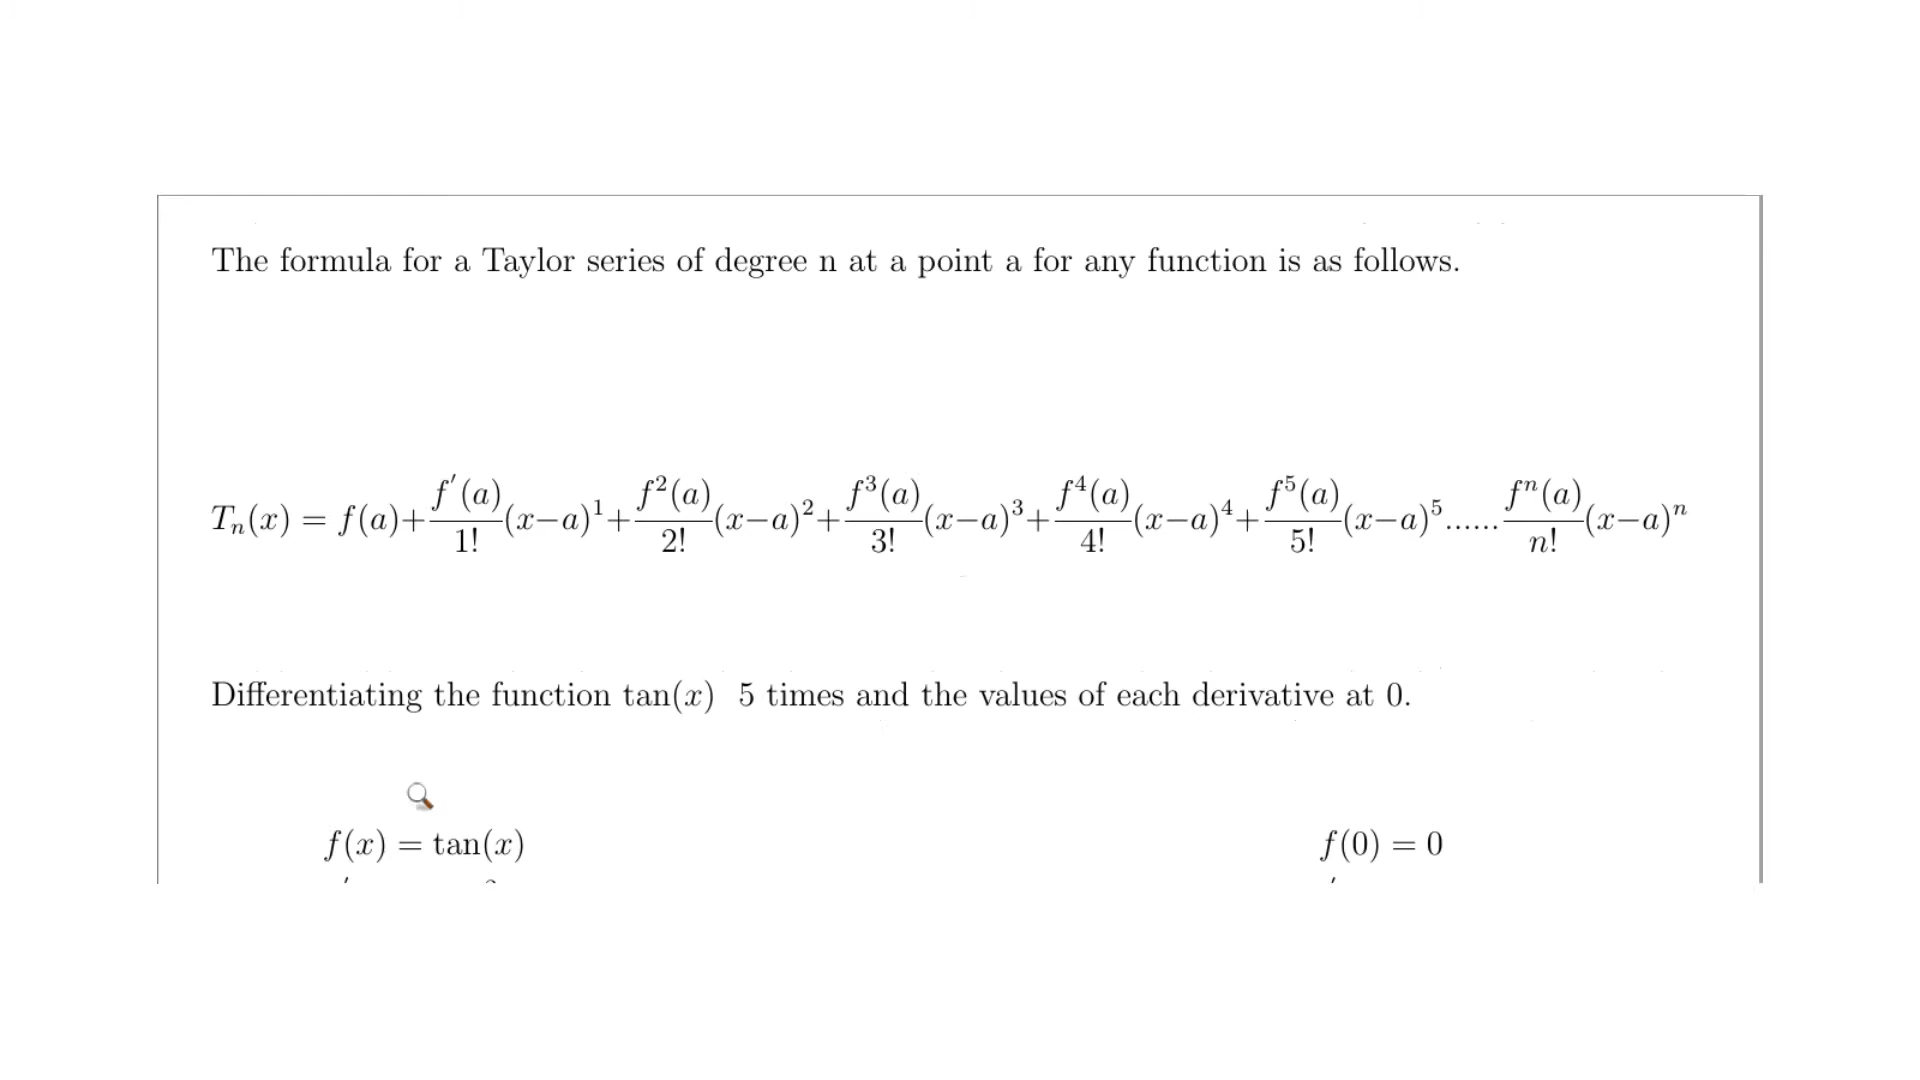 The formula for a Taylor series of degree n at a point a for any function is as follows.
Tₙ(x) = f(a)+f′(a)/1!(x−a)¹+f²(a)/2!(x−a)²+f³(a)/3!(x−a)³+f⁴(a)/4!(x−a)⁴+f⁵(a)/5!(x−a)⁵......fⁿ(a)/n!(x−a)ⁿ
Differentiating the function tan(x) 5 times and the values of each derivative at 0.
f(x) = tan(x) f(0) = 0